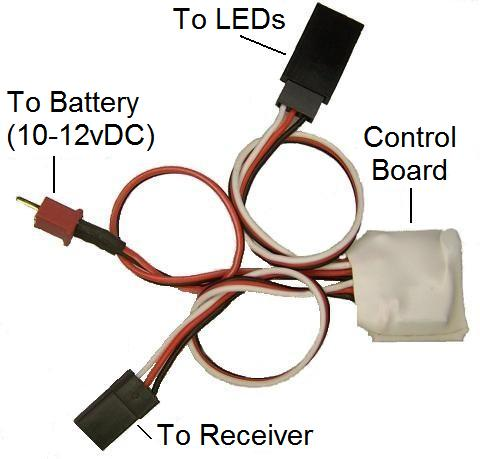 To LEDs
To Battery
(10-12vDC)
Control
Board
To Receiver